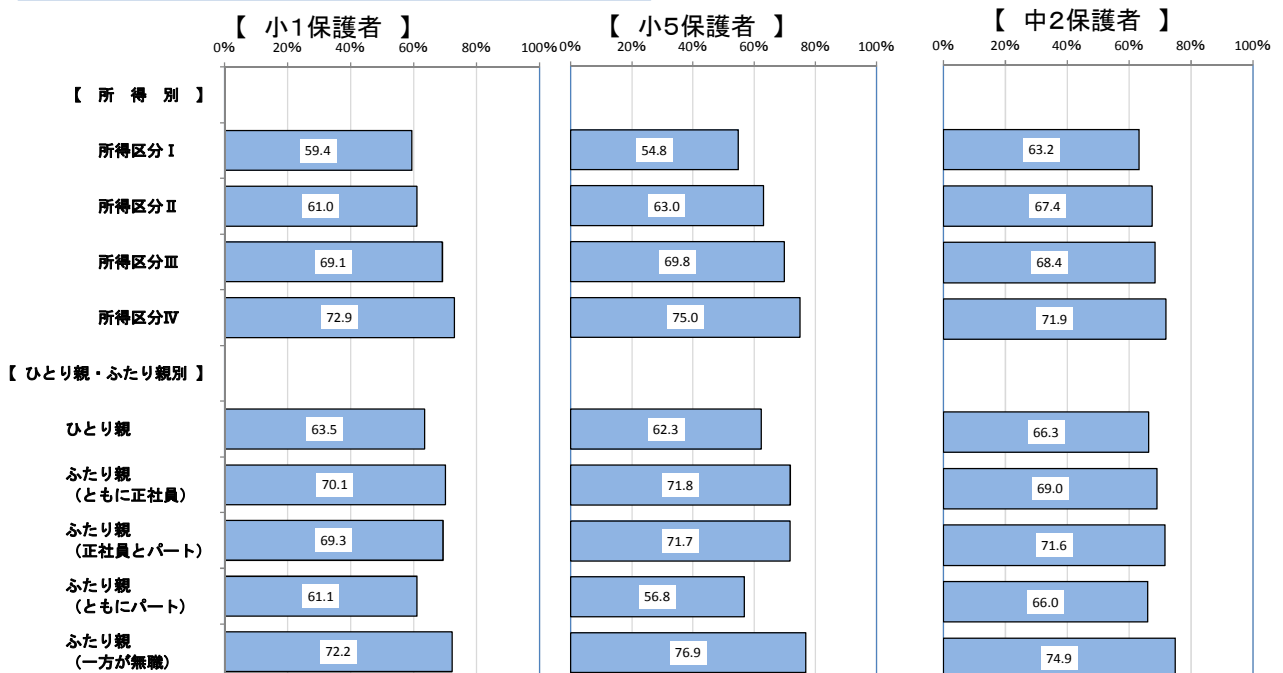 【 小1保護者 】
【 小5保護者 】
【 中2保護者 】
0% 20% 40% 60% 80% 100%
0% 20% 40% 60% 80% 100%
0% 20% 40% 60% 80% 100%
【 所 得 別 】
所得区分Ⅰ 59.4 54.8 63.2
所得区分Ⅱ 61.0 63.0 67.4
所得区分Ⅲ 69.1 69.8 68.4
所得区分Ⅳ 72.9 75.0 71.9
【 ひとり親・ふたり親別 】
ひとり親 63.5 62.3 66.3
ふたり親
（ともに正社員） 70.1 71.8 69.0
ふたり親
（正社員とパート） 69.3 71.7 71.6
ふたり親
（ともにパート） 61.1 56.8 66.0
ふたり親
（一方が無職） 72.2 76.9 74.9